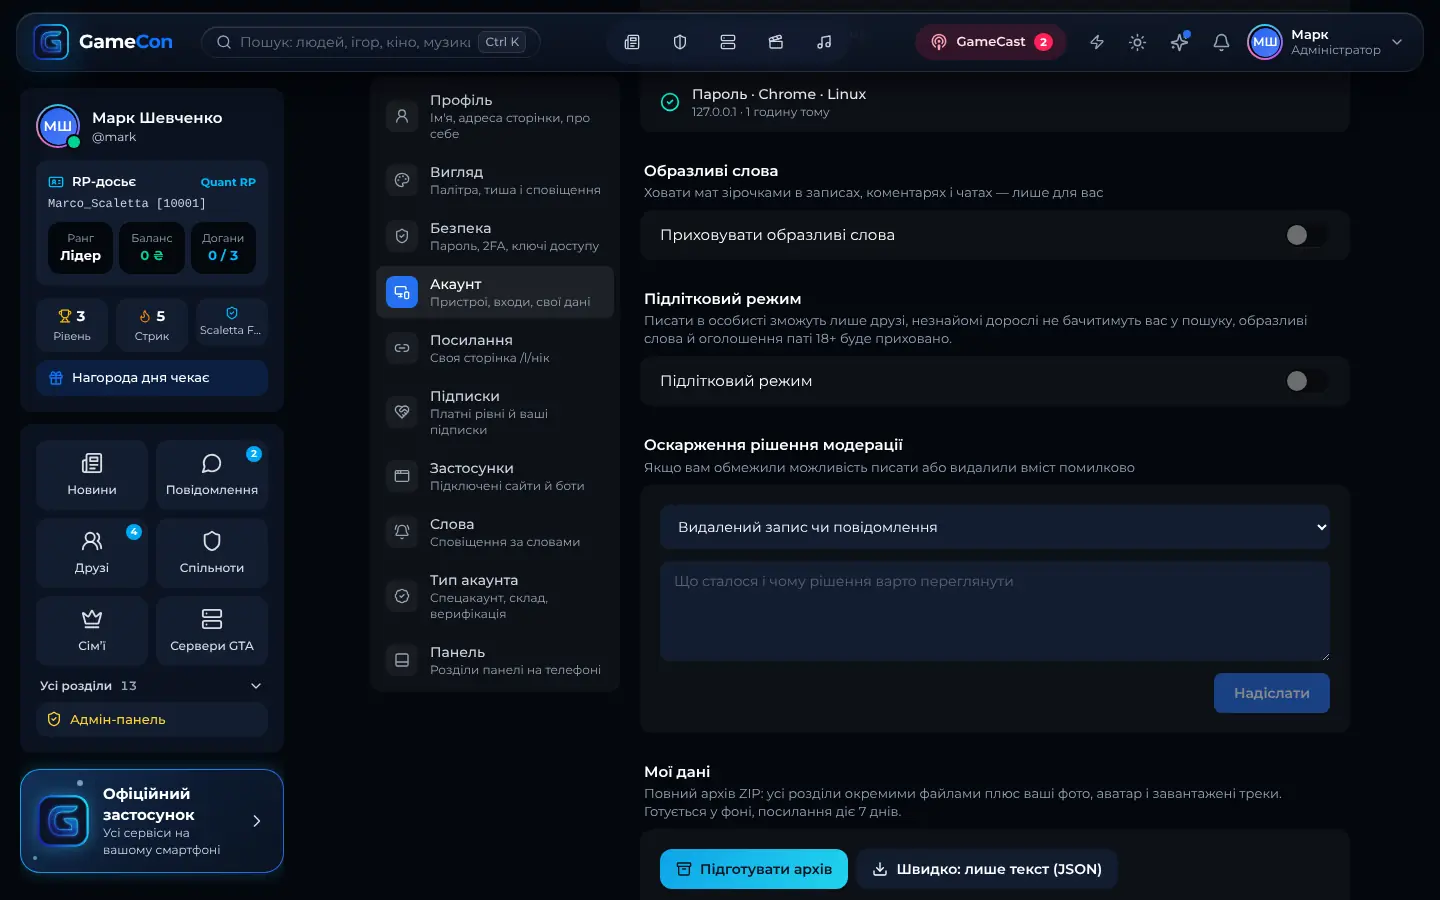 GameCon
Пошук: людей, ігор, кіно, музики
Ctrl K
GameCast 2
МШ
Марк
Адміністратор
МШ
Марк Шевченко
@mark
RP-досьє
Quant RP
Marco_Scaletta [10001]
Ранг
Лідер
Баланс
0 ₴
Догани
0 / 3
3
Рівень
5
Стрик
Scaletta F...
Нагорода дня чекає
Новини
2
Повідомлення
4
Друзі
Спільноти
Сім'ї
Сервери GTA
Усі розділи 13
Адмін-панель
Офіційний
застосунок
Усі сервіси на
вашому смартфоні
Профіль
Ім'я, адреса сторінки, про
себе
Вигляд
Палітра, тиша і сповіщення
Безпека
Пароль, 2FA, ключі доступу
Акаунт
Пристрої, входи, свої дані
Посилання
Своя сторінка /l/нік
Підписки
Платні рівні й ваші
підписки
Застосунки
Підключені сайти й боти
Слова
Сповіщення за словами
Тип акаунта
Спецакаунт, склад,
верифікація
Панель
Розділи панелі на телефоні
Пароль · Chrome · Linux
127.0.0.1 · 1 годину тому
Образливі слова
Ховати мат зірочками в записах, коментарях і чатах — лише для вас
Приховувати образливі слова
Підлітковий режим
Писати в особисті зможуть лише друзі, незнайомі дорослі не бачитимуть вас у пошуку, образливі
слова й оголошення паті 18+ буде приховано.
Підлітковий режим
Оскарження рішення модерації
Якщо вам обмежили можливість писати або видалили вміст помилково
Видалений запис чи повідомлення
Що сталося і чому рішення варто переглянути
Надіслати
Мої дані
Повний архів ZIP: усі розділи окремими файлами плюс ваші фото, аватар і завантажені треки.
Готується у фоні, посилання діє 7 днів.
Підготувати архів
Швидко: лише текст (JSON)